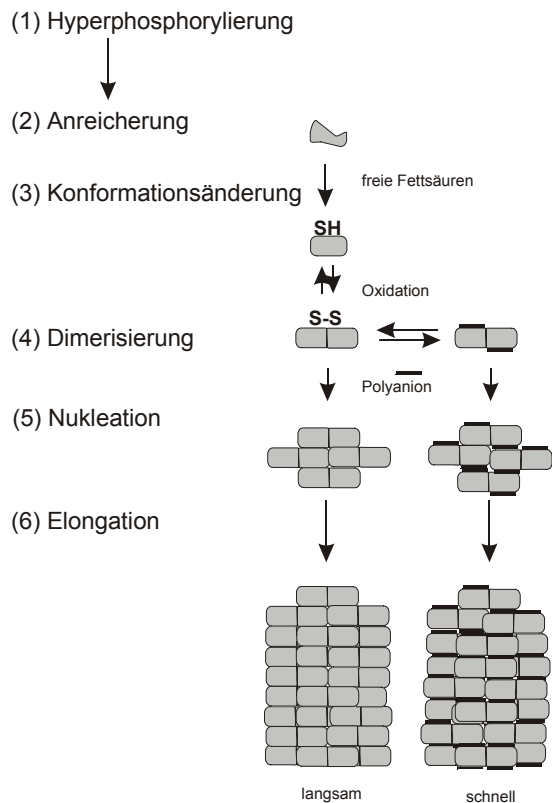 (1) Hyperphosphorylierung
(2) Anreicherung
freie Fettsäuren
(3) Konformationsänderung
SH
Oxidation
S-S
(4) Dimerisierung
Polyanion
(5) Nukleation
(6) Elongation
langsam
schnell